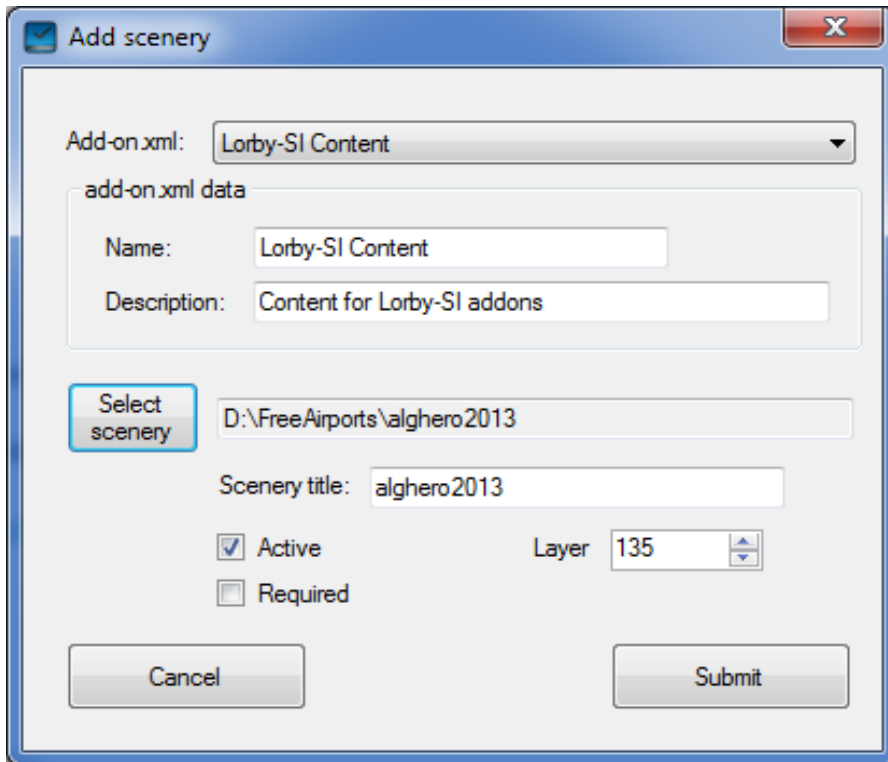 Add scenery
Add-on.xml: Lorby-SI Content
add-on.xml data
Name: Lorby-SI Content
Description: Content for Lorby-SI addons
Select
scenery
D:\FreeAirports\alghero2013
Scenery title: alghero2013
Active Layer 135
Required
Cancel Submit